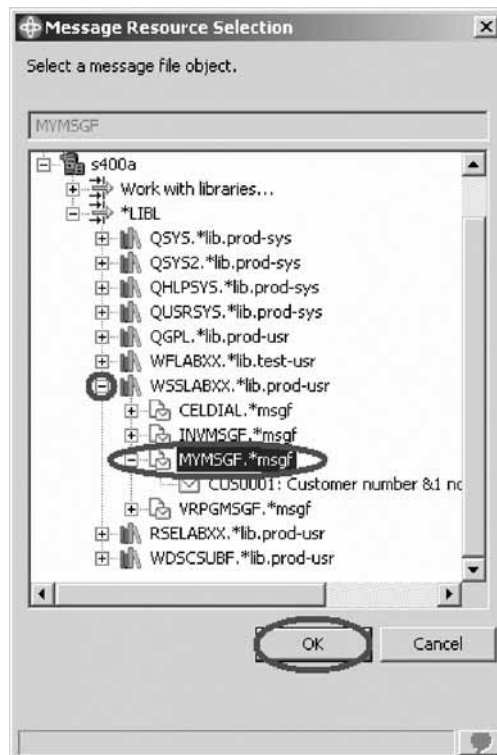 Message Resource Selection
Select a message file object.
MYMSGF
s400a
Work with libraries...
*LIBL
QSYS.*lib.prod-sys
QSYS2.*lib.prod-sys
QHLPSYS.*lib.prod-sys
QUSRSYS.*lib.prod-sys
QGPL.*lib.prod-usr
WFLABXX.*lib.test-usr
WSSLABXX.*lib.prod-usr
CELDIAL.*msgf
INVMSGF.*msgf
MYMSGF.*msgf
CUS0001: Customer number &1 nc
VRPGMSGF.*msgf
RSELABXX.*lib.prod-usr
WDSCSUBF.*lib.prod-usr
OK Cancel